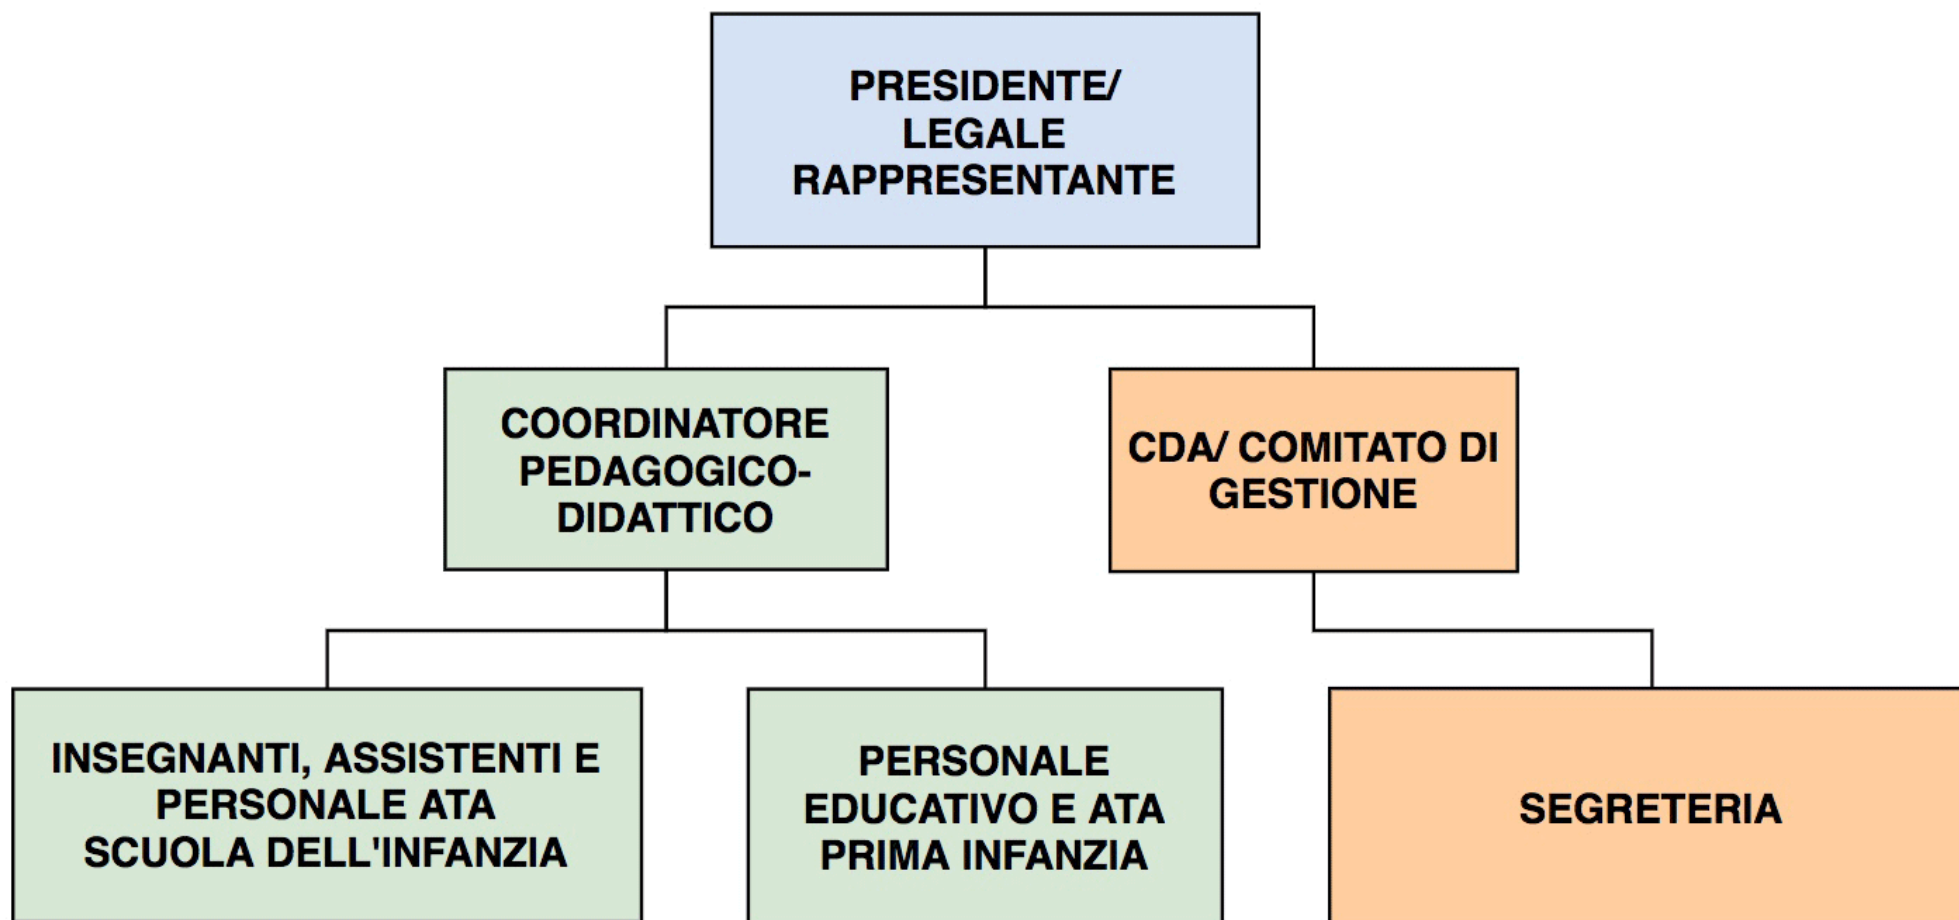 PRESIDENTE/
LEGALE
RAPPRESENTANTE
COORDINATORE
PEDAGOGICO-
DIDATTICO
CDA/ COMITATO DI
GESTIONE
INSEGNANTI, ASSISTENTI E
PERSONALE ATA
SCUOLA DELL'INFANZIA
PERSONALE
EDUCATIVO E ATA
PRIMA INFANZIA
SEGRETERIA